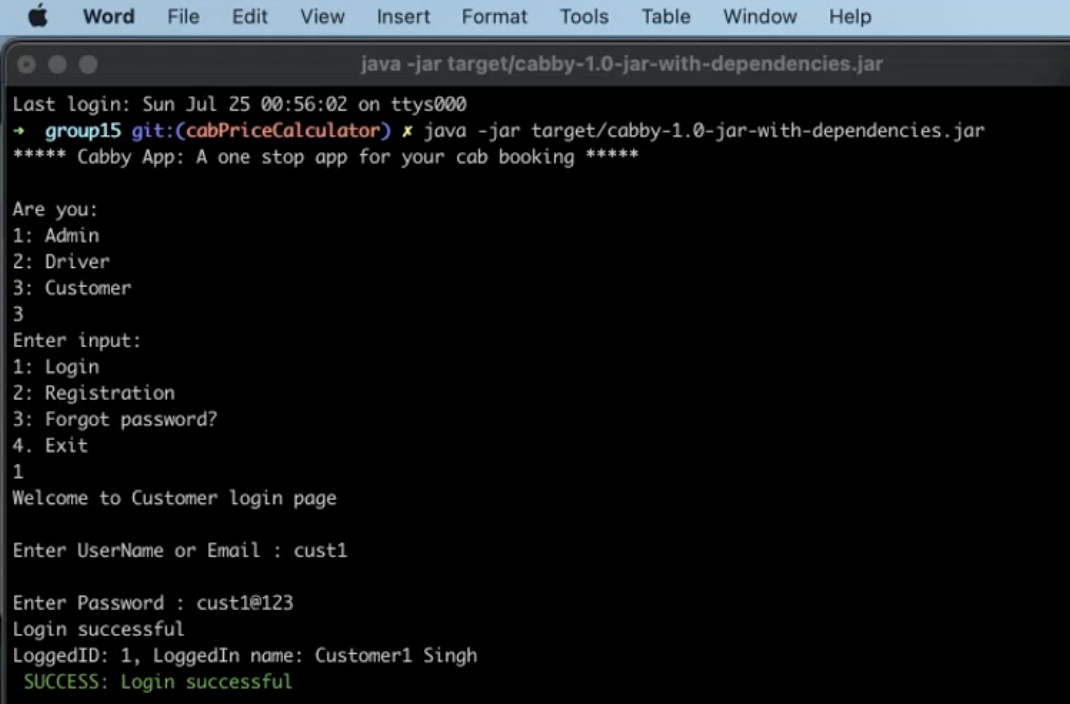 Word File Edit View Insert Format Tools Table Window Help
java -jar target/cabby-1.0-jar-with-dependencies.jar
Last login: Sun Jul 25 00:56:02 on ttys000
→ group15 git:(cabPriceCalculator) ✗ java -jar target/cabby-1.0-jar-with-dependencies.jar
***** Cabby App: A one stop app for your cab booking *****
Are you:
1: Admin
2: Driver
3: Customer
3
Enter input:
1: Login
2: Registration
3: Forgot password?
4. Exit
1
Welcome to Customer login page
Enter UserName or Email : cust1
Enter Password : cust1@123
Login successful
LoggedID: 1, LoggedIn name: Customer1 Singh
SUCCESS: Login successful